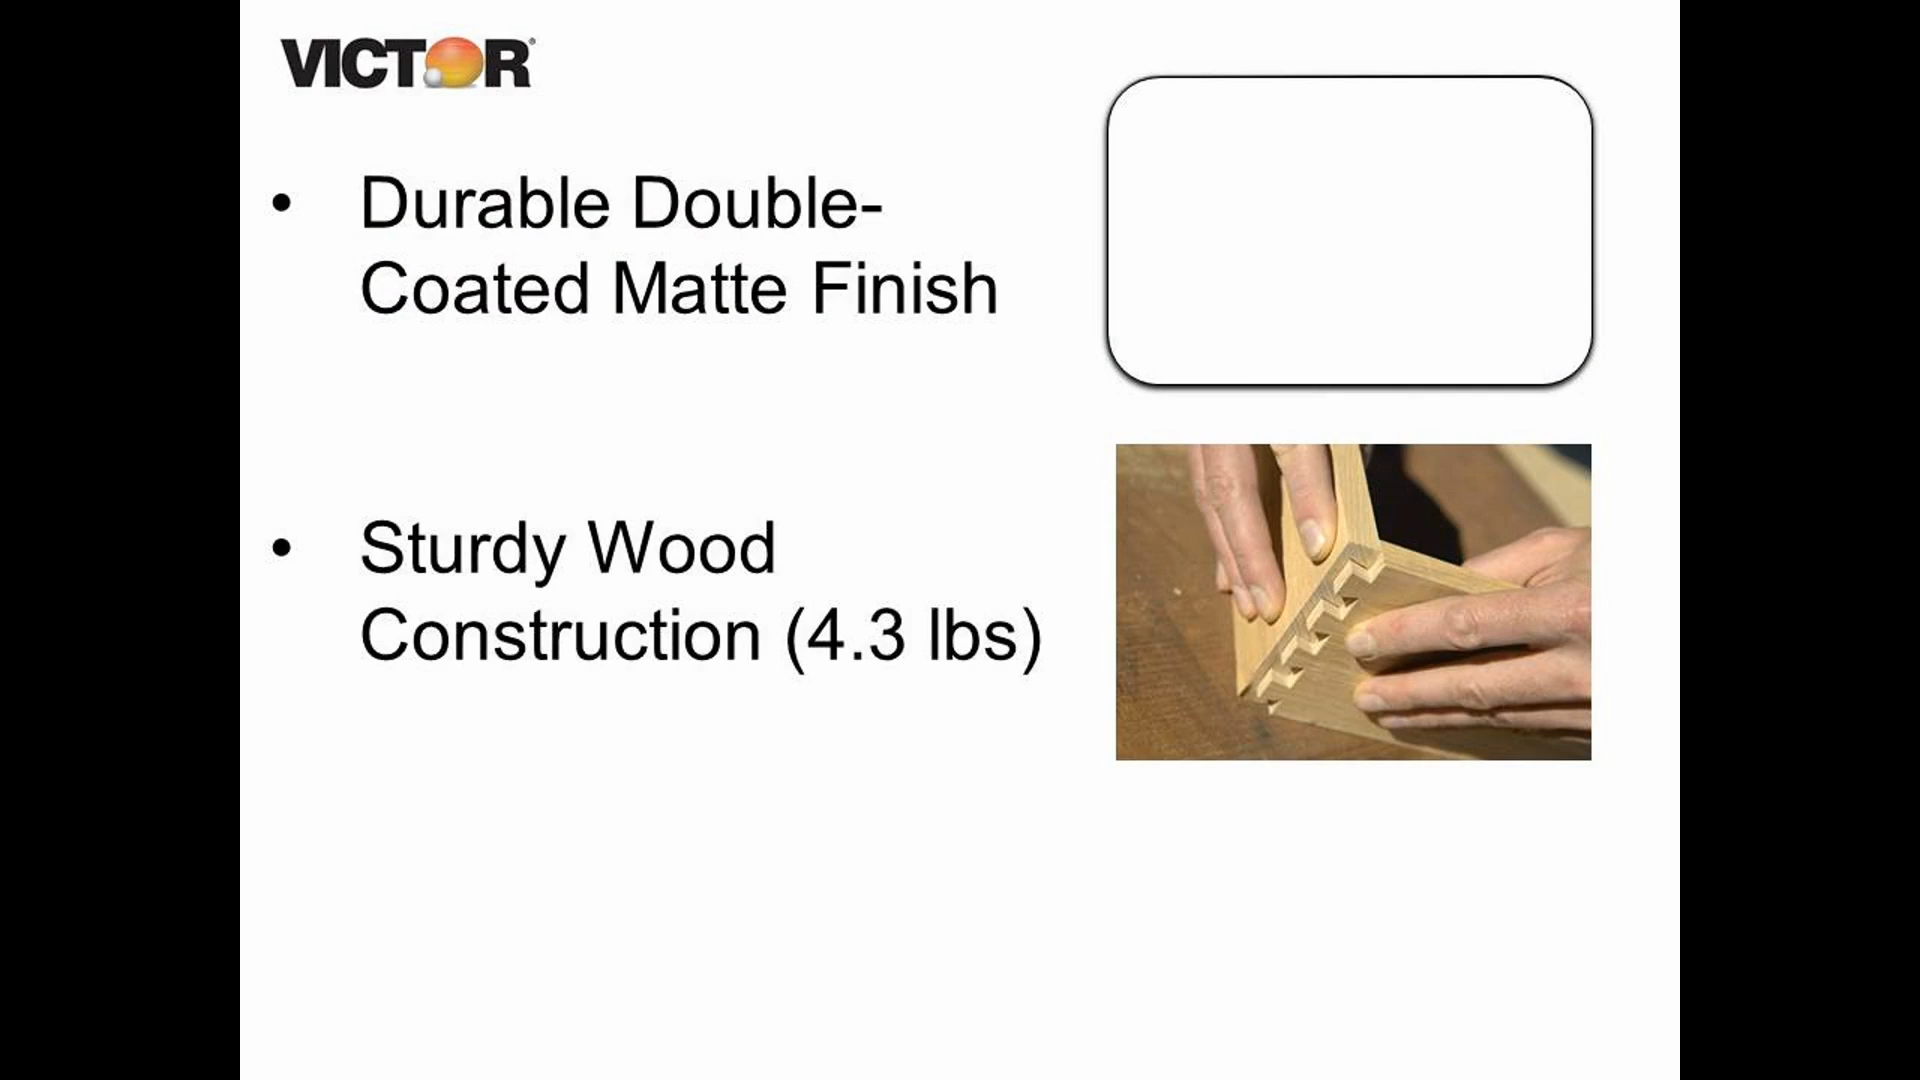 VICTOR®
• Durable Double-
Coated Matte Finish
• Sturdy Wood
Construction (4.3 lbs)